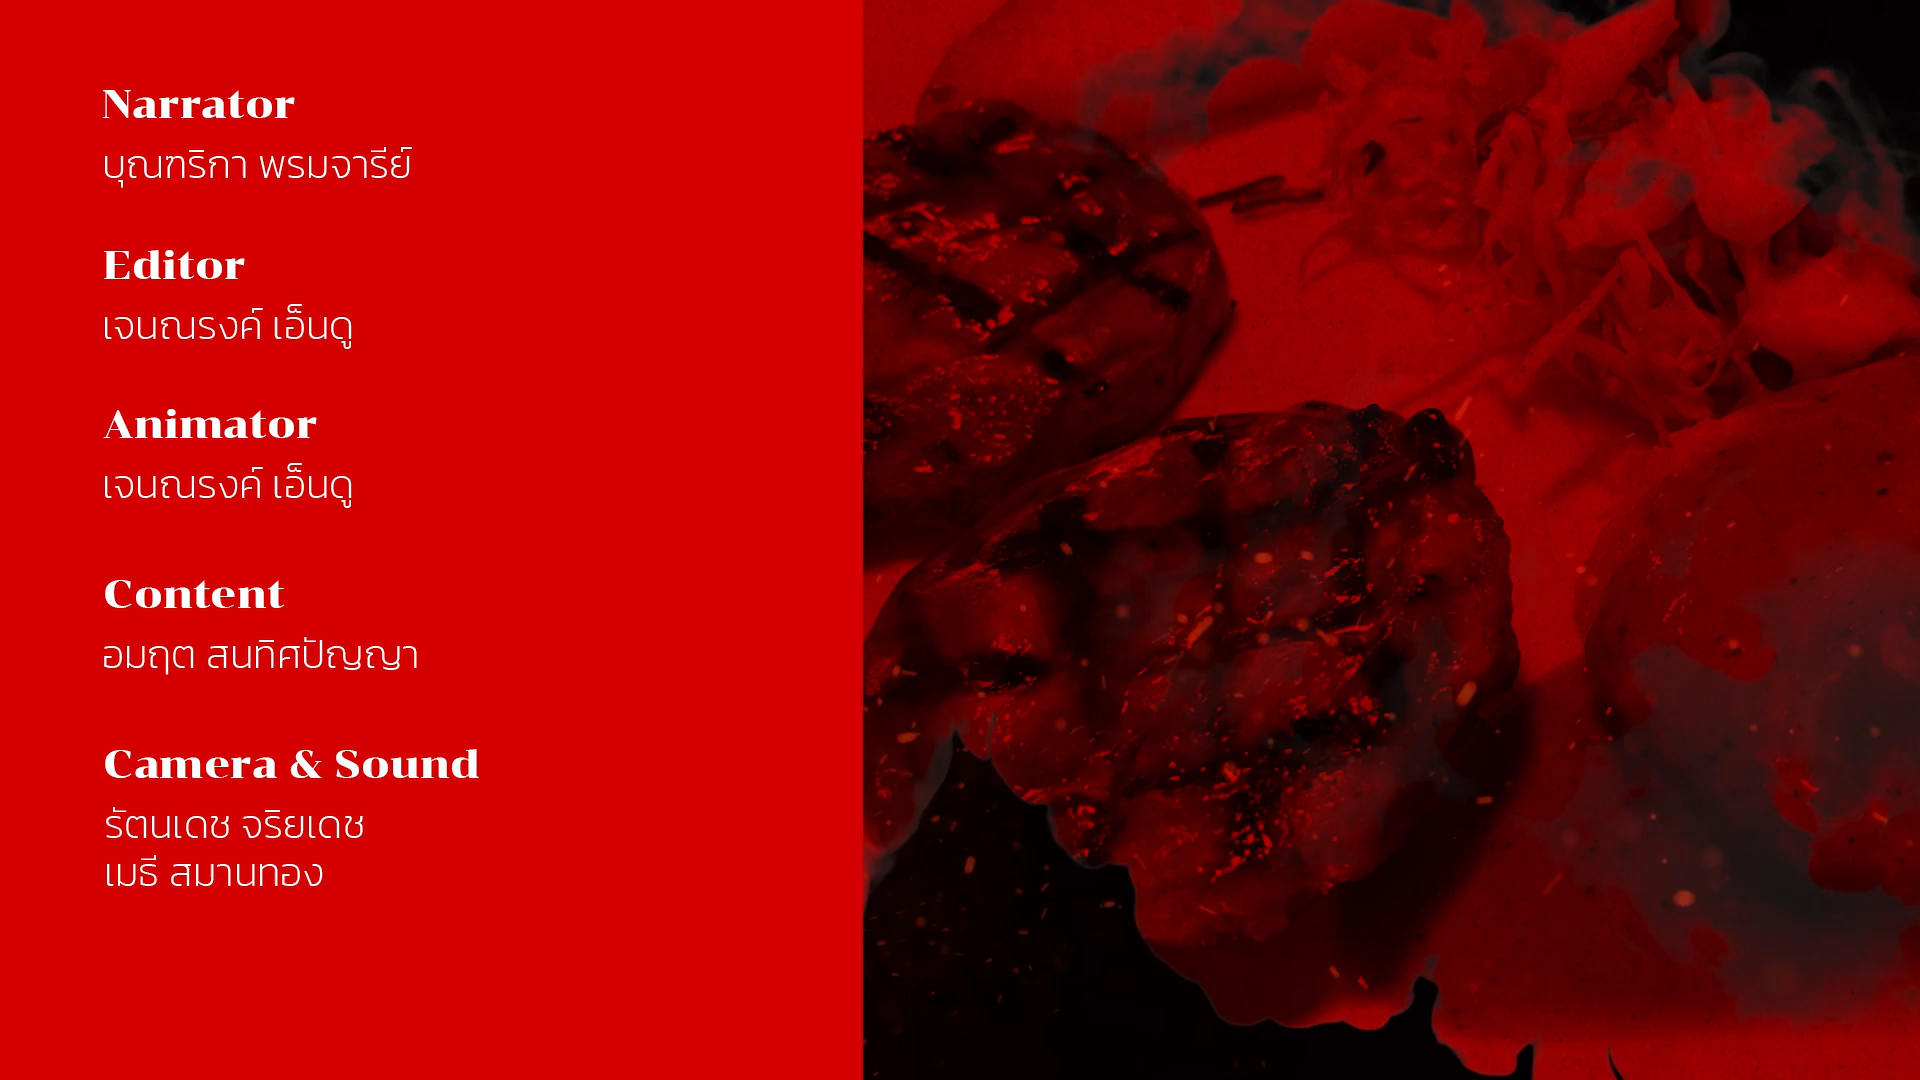 Narrator
บุณฑริกา พรมจารีย์
Editor
เจนณรงค์ เอ็นดู
Animator
เจนณรงค์ เอ็นดู
Content
อมฤต สนทิศปัญญา
Camera & Sound
รัตนเดช จริยเดช
เมธี สมานทอง